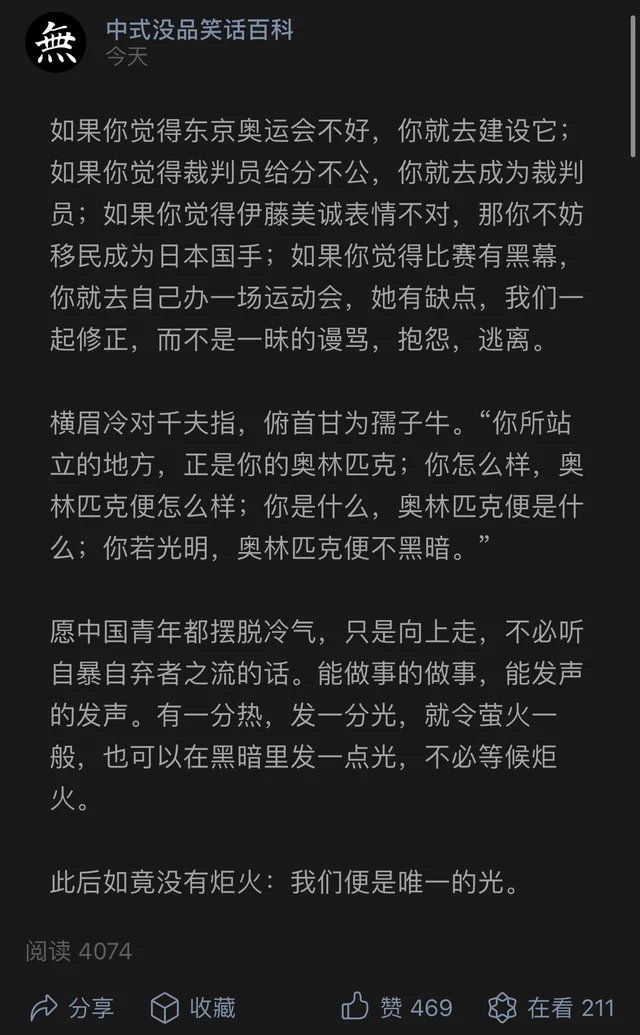 無
中式没品笑话百科
今天
如果你觉得东京奥运会不好，你就去建设它；
如果你觉得裁判员给分不公，你就去成为裁判
员；如果你觉得伊藤美诚表情不对，那你不妨
移民成为日本国手；如果你觉得比赛有黑幕，
你就去自己办一场运动会，她有缺点，我们一
起修正，而不是一昧的谩骂，抱怨，逃离。
横眉冷对千夫指，俯首甘为孺子牛。“你所站
立的地方，正是你的奥林匹克；你怎么样，奥
林匹克便怎么样；你是什么，奥林匹克便是什
么；你若光明，奥林匹克便不黑暗。”
愿中国青年都摆脱冷气，只是向上走，不必听
自暴自弃者之流的话。能做事的做事，能发声
的发声。有一分热，发一分光，就令萤火一
般，也可以在黑暗里发一点光，不必等候炬
火。
此后如竟没有炬火：我们便是唯一的光。
阅读 4074
分享 收藏 赞 469 在看 211